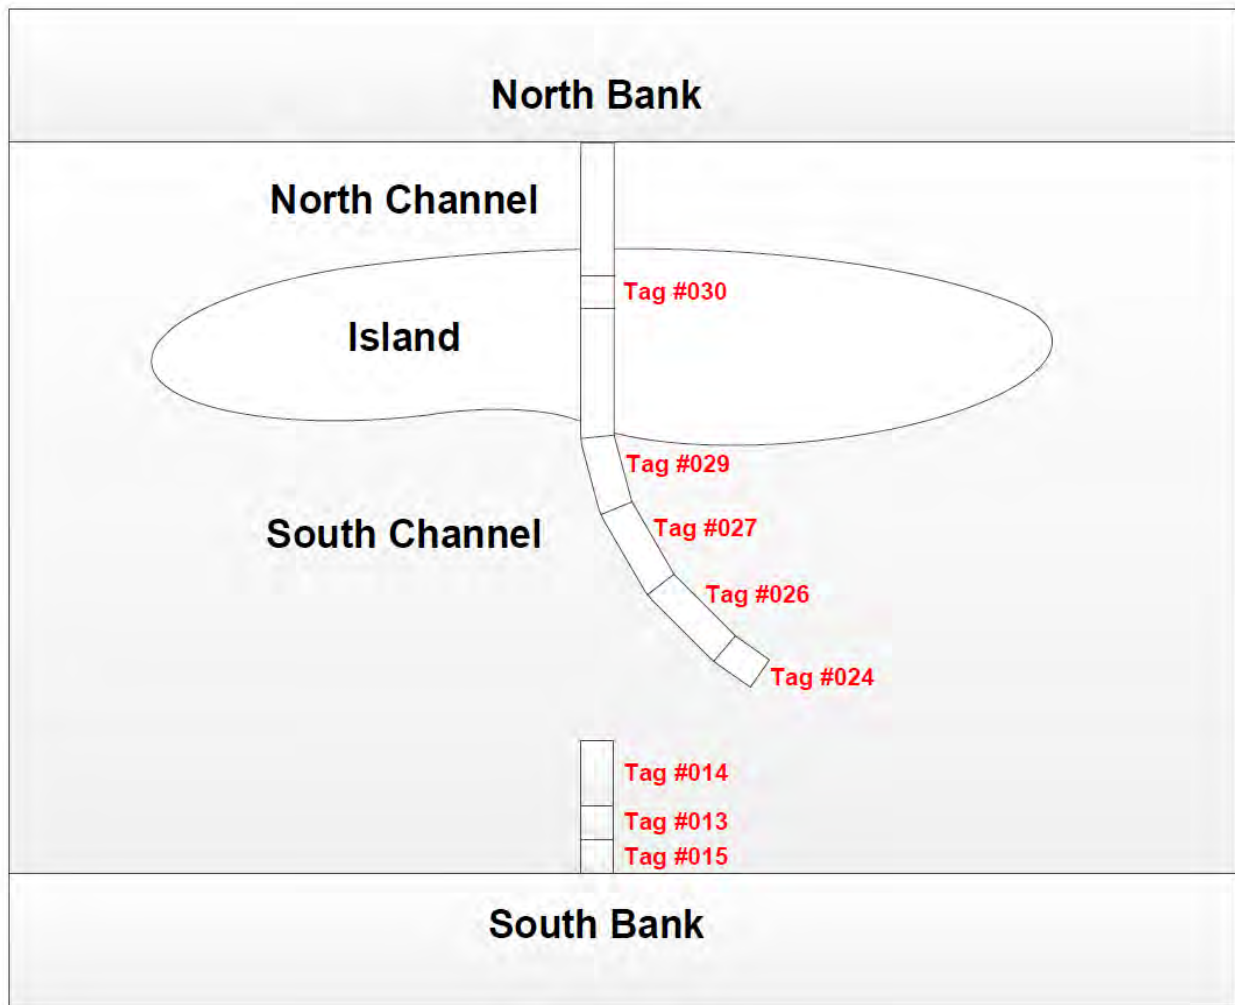 North Bank
North Channel
Tag #030
Island
Tag #029
South Channel
Tag #027
Tag #026
Tag #024
Tag #014
Tag #013
Tag #015
South Bank